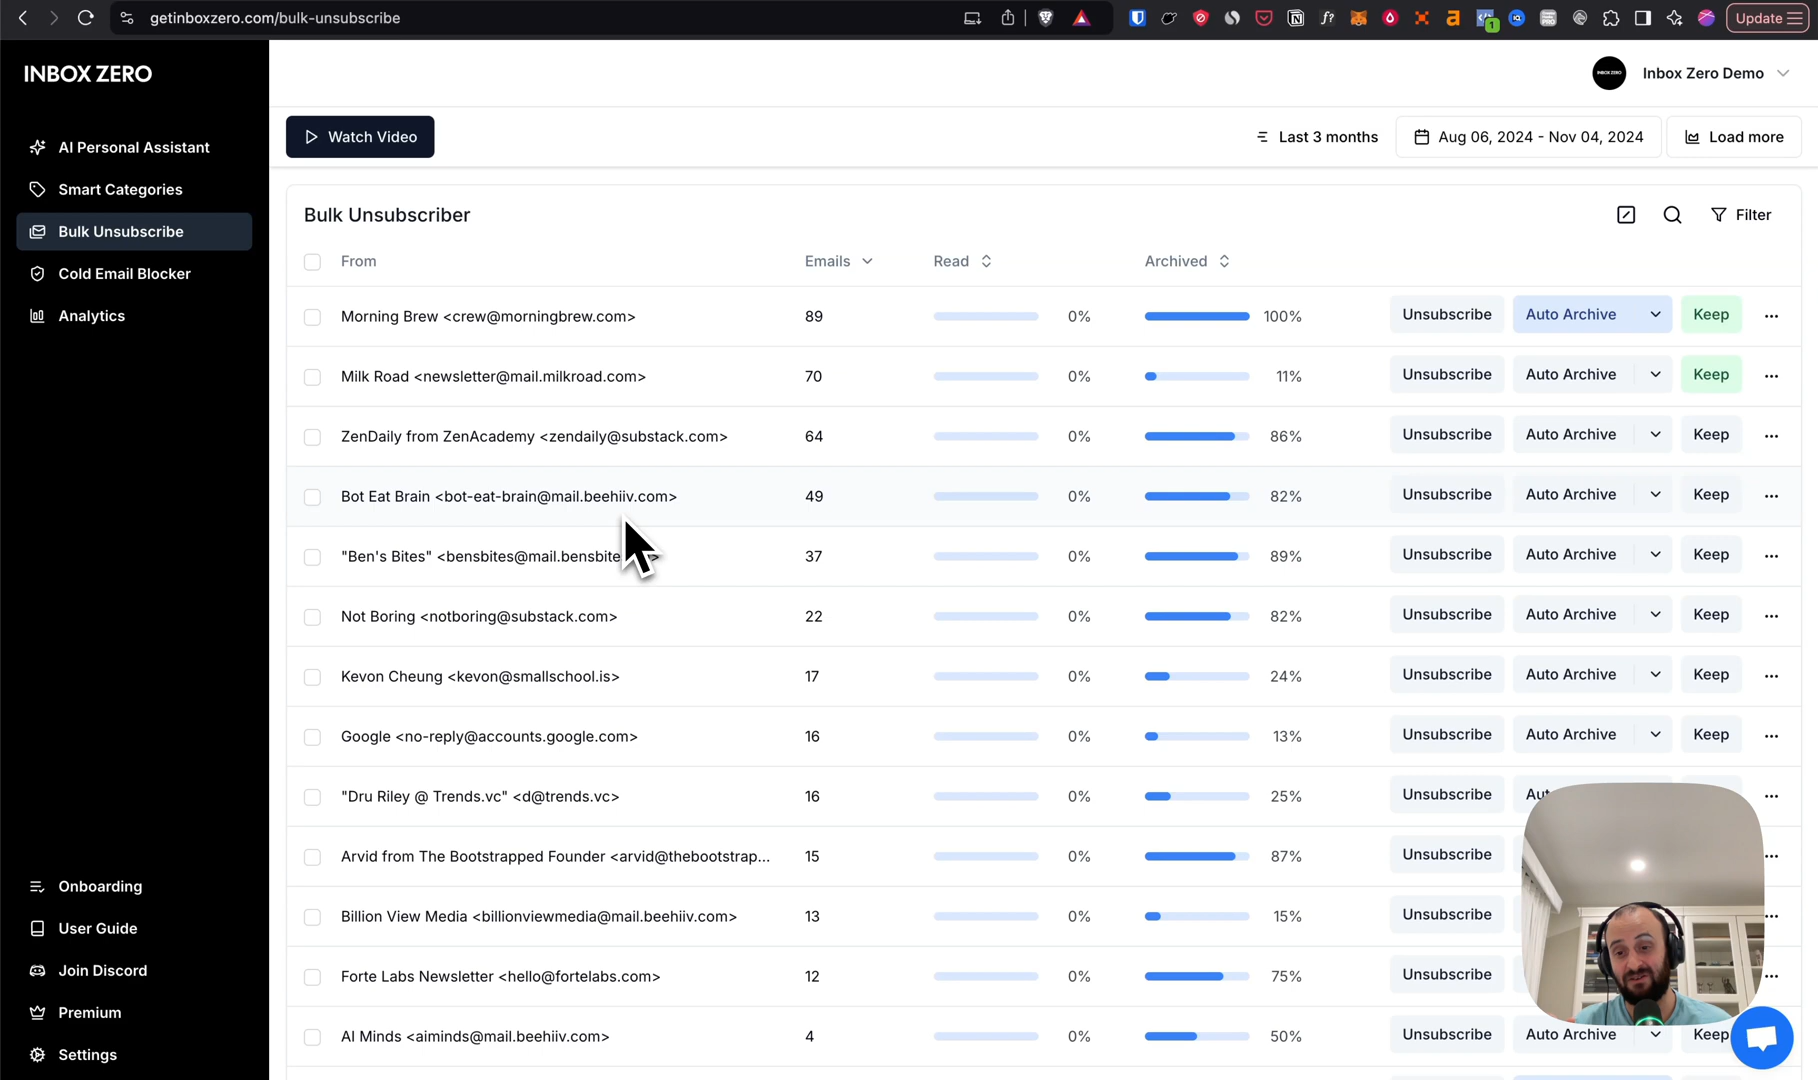 getinboxzero.com/bulk-unsubscribe
1
Update
INBOX ZERO
INBOX ZERO
Inbox Zero Demo
AI Personal Assistant
Smart Categories
Bulk Unsubscribe
Cold Email Blocker
Analytics
Watch Video
Last 3 months
Aug 06, 2024 - Nov 04, 2024
Load more
Bulk Unsubscriber
Filter
From Emails Read Archived
Morning Brew <crew@morningbrew.com> 89 0% 100% Unsubscribe Auto Archive Keep
Milk Road <newsletter@mail.milkroad.com> 70 0% 11% Unsubscribe Auto Archive Keep
ZenDaily from ZenAcademy <zendaily@substack.com> 64 0% 86% Unsubscribe Auto Archive Keep
Bot Eat Brain <bot-eat-brain@mail.beehiiv.com> 49 0% 82% Unsubscribe Auto Archive Keep
"Ben's Bites" <bensbites@mail.bensbite 37 0% 89% Unsubscribe Auto Archive Keep
Not Boring <notboring@substack.com> 22 0% 82% Unsubscribe Auto Archive Keep
Kevon Cheung <kevon@smallschool.is> 17 0% 24% Unsubscribe Auto Archive Keep
Google <no-reply@accounts.google.com> 16 0% 13% Unsubscribe Auto Archive Keep
"Dru Riley @ Trends.vc" <d@trends.vc> 16 0% 25% Unsubscribe
Arvid from The Bootstrapped Founder <arvid@thebootstrap... 15 0% 87% Unsubscribe
Billion View Media <billionviewmedia@mail.beehiiv.com> 13 0% 15% Unsubscribe
Forte Labs Newsletter <hello@fortelabs.com> 12 0% 75% Unsubscribe
AI Minds <aiminds@mail.beehiiv.com> 4 0% 50% Unsubscribe Auto Archive Keep
Onboarding
User Guide
Join Discord
Premium
Settings